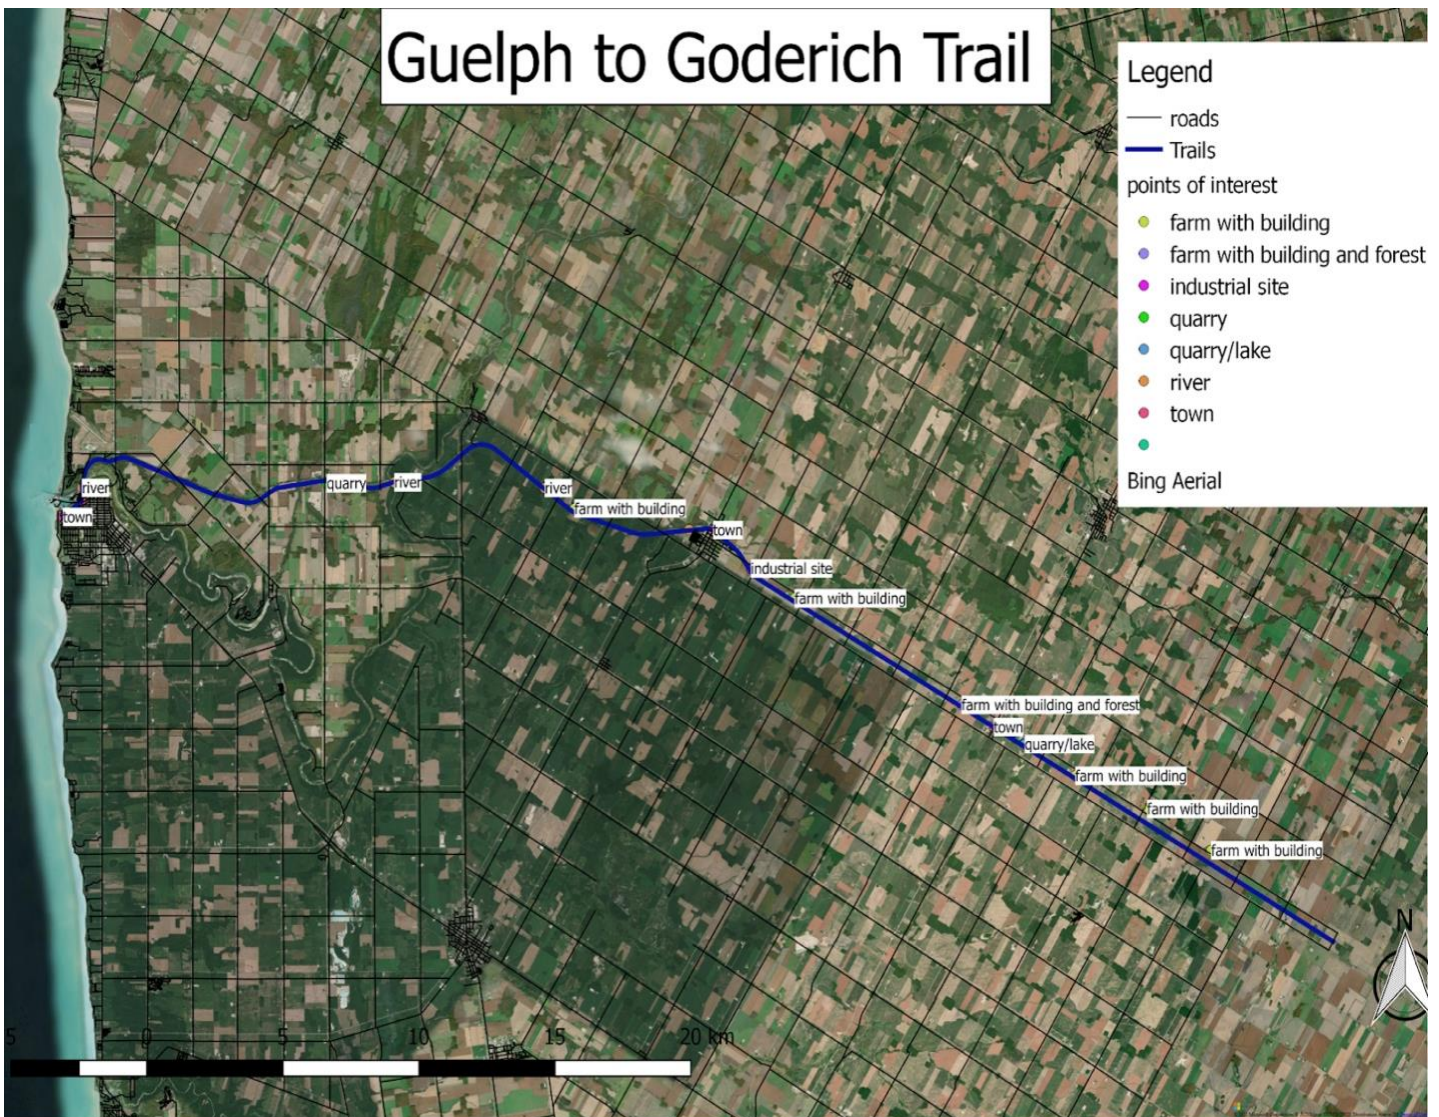 Guelph to Goderich Trail
Legend
roads
Trails
points of interest
farm with building
farm with building and forest
industrial site
quarry
quarry/lake
river
town
Bing Aerial
river
town
quarry
river
river
farm with building
town
industrial site
farm with building
farm with building and forest
town
quarry/lake
farm with building
farm with building
farm with building
N
5 0 5 10 15 20 km